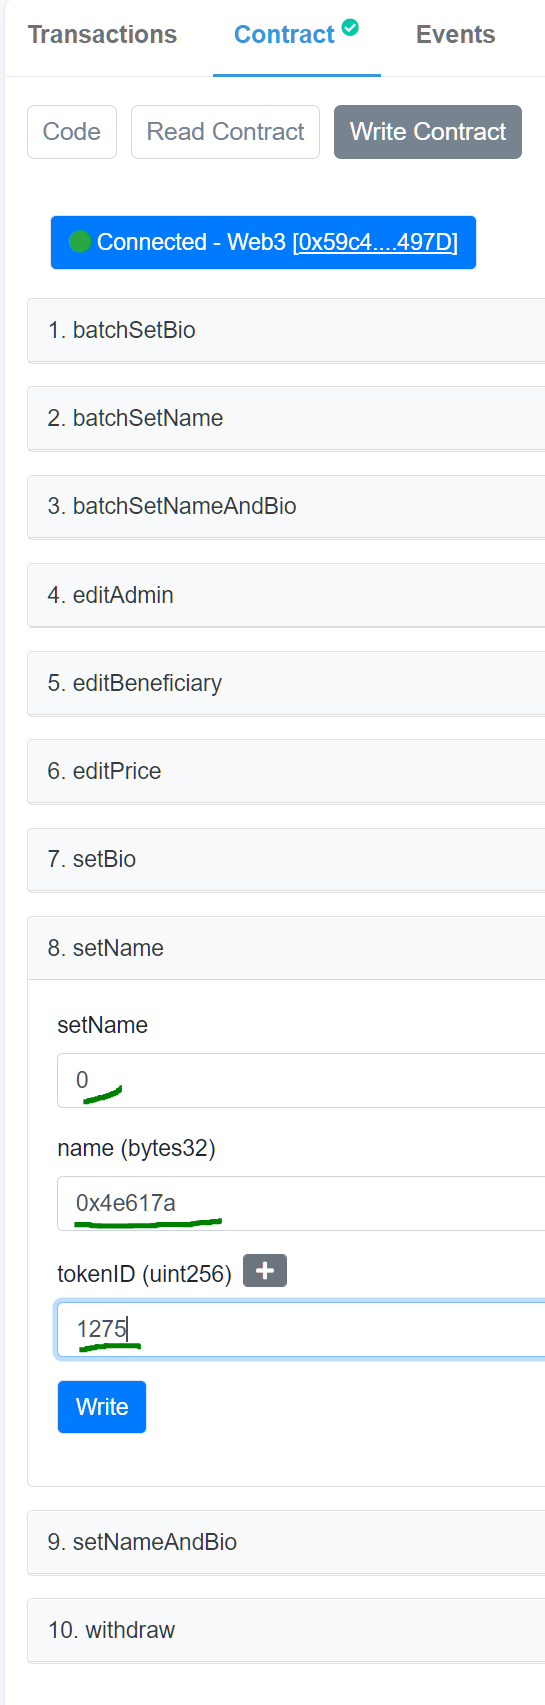 Transactions Contract Events
Code Read Contract Write Contract
Connected - Web3 [0x59c4....497D]
1. batchSetBio
2. batchSetName
3. batchSetNameAndBio
4. editAdmin
5. editBeneficiary
6. editPrice
7. setBio
8. setName
setName
0
name (bytes32)
0x4e617a
tokenID (uint256) +
1275
Write
9. setNameAndBio
10. withdraw